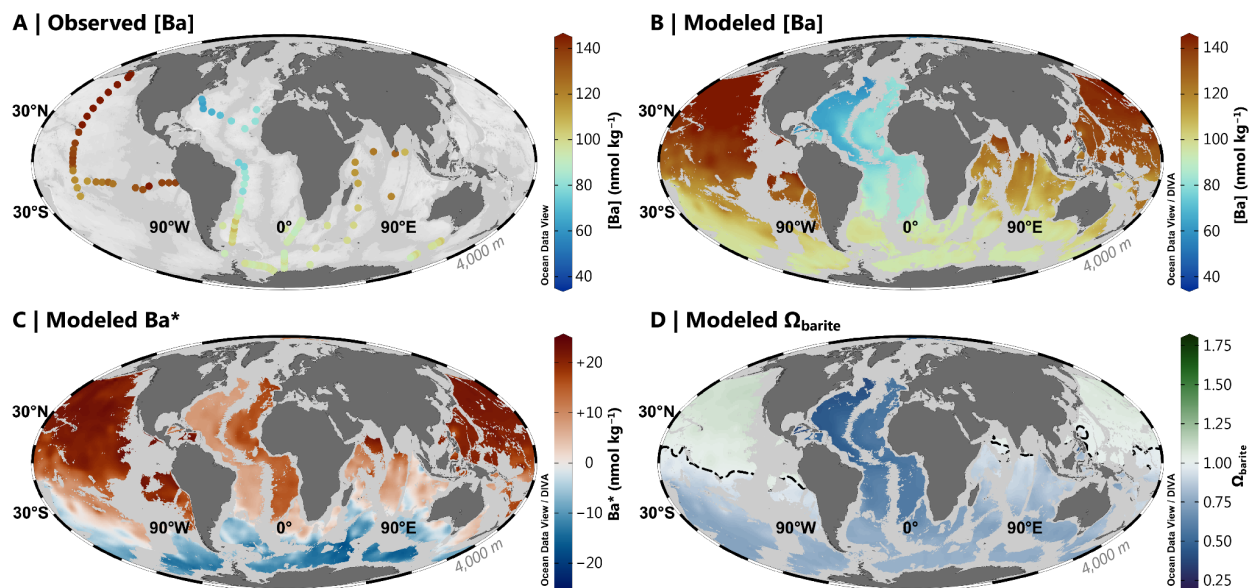 A | Observed [Ba]
30°N
30°S
90°W
0°
90°E
4,000 m
140
120
100
80
60
40
[Ba] (nmol kg⁻¹)
Ocean Data View
B | Modeled [Ba]
30°N
30°S
90°W
0°
90°E
4,000 m
140
120
100
80
60
40
[Ba] (nmol kg⁻¹)
Ocean Data View / DIVA
C | Modeled Ba*
30°N
30°S
90°W
0°
90°E
4,000 m
+20
+10
0
−10
−20
Ba* (nmol kg⁻¹)
Ocean Data View / DIVA
D | Modeled Ωbarite
30°N
30°S
90°W
0°
90°E
4,000 m
1.75
1.50
1.25
1.00
0.75
0.50
0.25
Ωbarite
Ocean Data View / DIVA